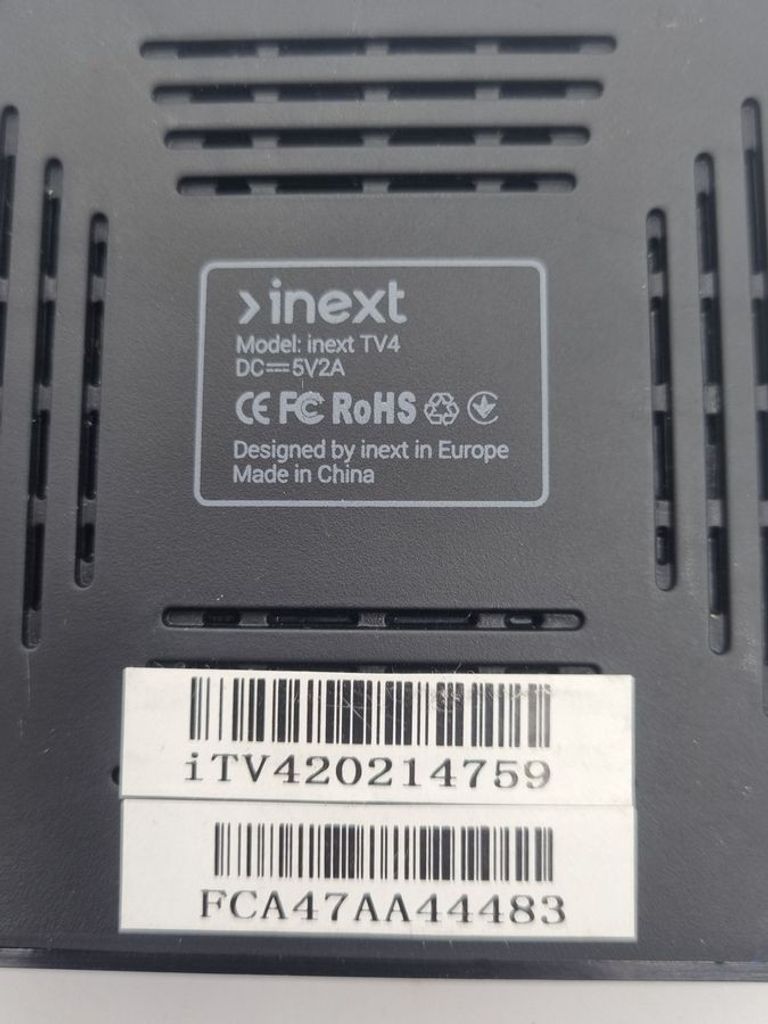 inext
Model: inext TV4
DC⎓5V2A
CE FC RoHS
Designed by inext in Europe
Made in China
iTV420214759
FCA47AA44483